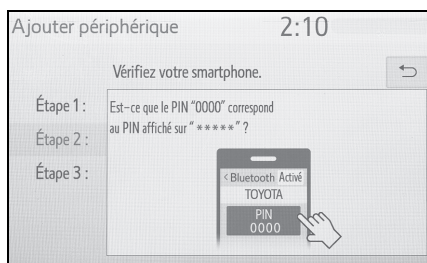 Ajouter périphérique 2:10
Vérifiez votre smartphone.
Étape 1 :
Est-ce que le PIN “0000” correspond
au PIN affiché sur “ ***** ” ?
Étape 2 :
Étape 3 :
< Bluetooth Activé
TOYOTA
PIN
0000